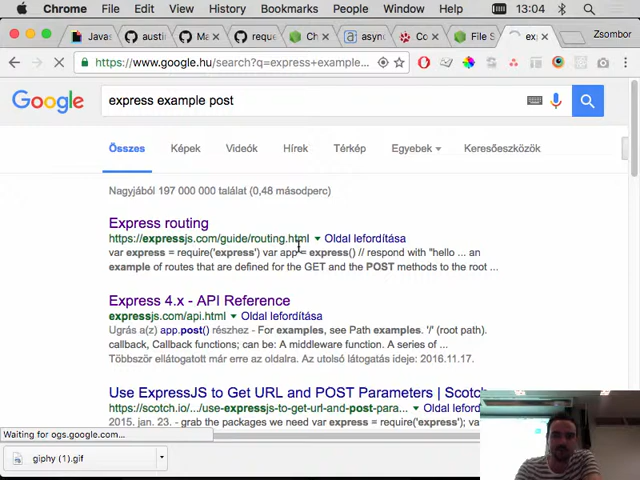 Chrome File Edit View History Bookmarks People Window Help 13:04
Javas austin Ma reque Ch async Co File S ex Zsombor
https://www.google.hu/search?q=express+example...
Google express example post
Összes Képek Videók Hírek Térkép Egyebek Keresőeszközök
Nagyjából 197 000 000 találat (0,48 másodperc)
Express routing
https://expressjs.com/guide/routing.html Oldal lefordítása
var express = require('express') var app = express() // respond with "hello ... an
example of routes that are defined for the GET and the POST methods to the root ...
Express 4.x - API Reference
expressjs.com/api.html Oldal lefordítása
Ugrás a(z) app.post() részhez - For examples, see Path examples. '/' (root path).
callback, Callback functions; can be: A middleware function. A series of ...
Többször ellátogatott már erre az oldalra. Az utolsó látogatás ideje: 2016.11.17.
Use ExpressJS to Get URL and POST Parameters | Scotch
https://scotch.io/.../use-expressjs-to-get-url-and-post-para... Oldal lefordítása
2015. jan. 23. - grab the packages we need var express = require('express'); var
Waiting for ogs.google.com...
giphy (1).gif